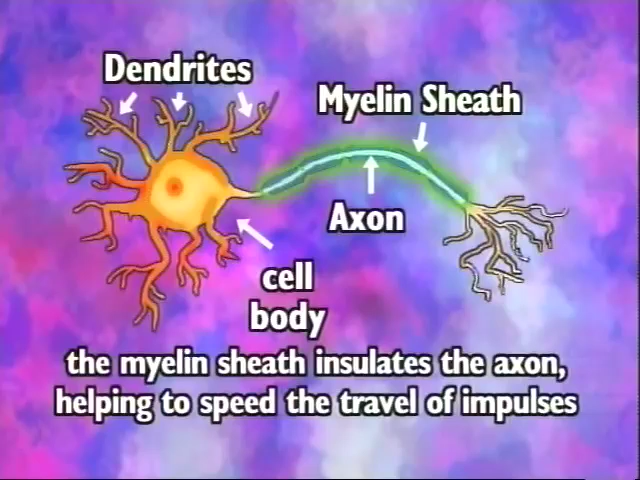 Dendrites
Myelin Sheath
Axon
cell
body
the myelin sheath insulates the axon,
helping to speed the travel of impulses